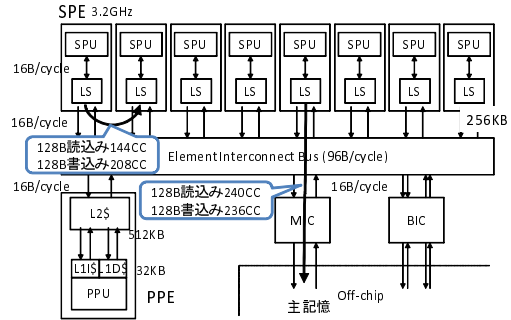 SPE 3.2GHz
SPU SPU SPU SPU SPU SPU SPU SPU
16B/cycle
LS LS LS LS LS LS LS LS
16B/cycle
256KB
128B読込み144CC
128B書込み208CC
ElementInterconnect Bus (96B/cycle)
16B/cycle
128B読込み240CC
128B書込み236CC
16B/cycle
L2$
512KB
MIC
BIC
L1I$ L1D$
32KB
PPU
PPE
主記憶
Off-chip